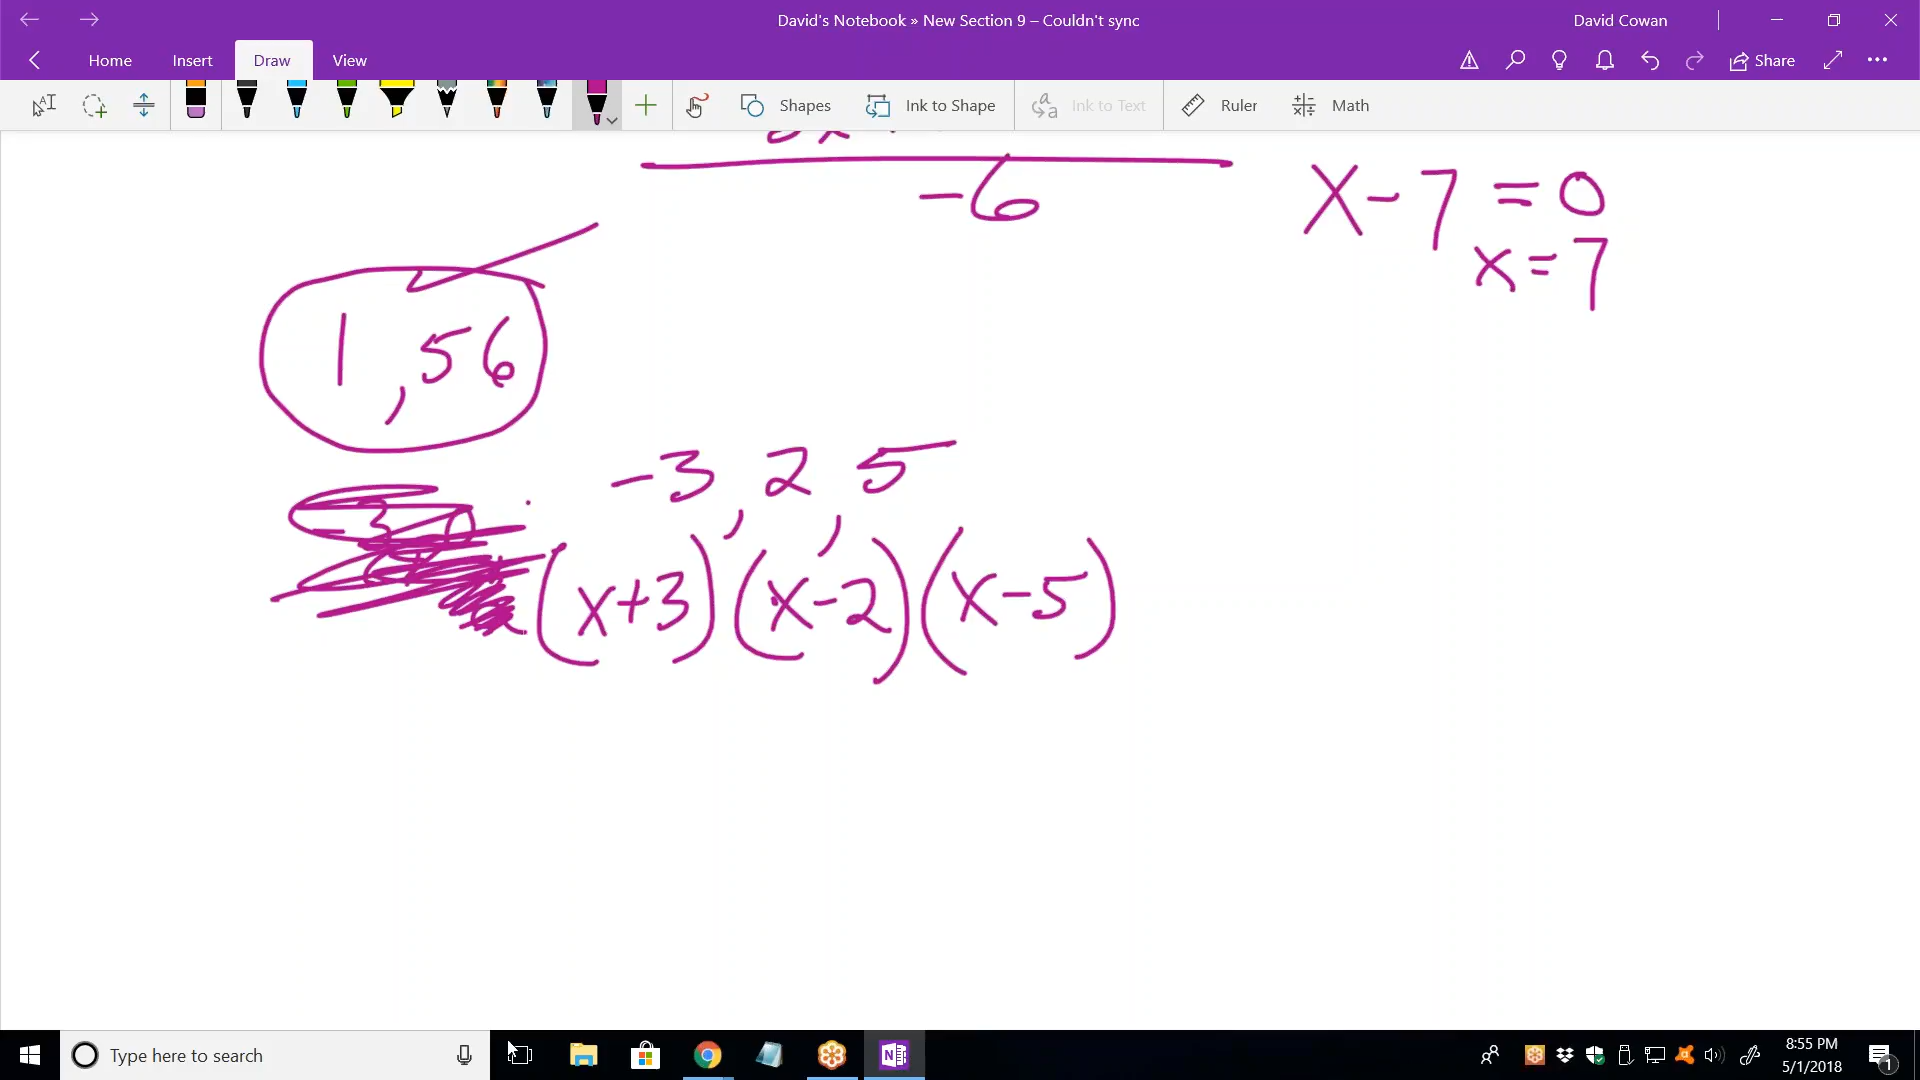 David's Notebook » New Section 9 – Couldn't sync
David Cowan
Home Insert Draw View
Share
Shapes Ink to Shape Ink to Text Ruler Math
-6
x-7=0
x=7
1,56
-3, 2, 5
(x+3)(x-2)(x-5)
Type here to search
8:55 PM
5/1/2018
1